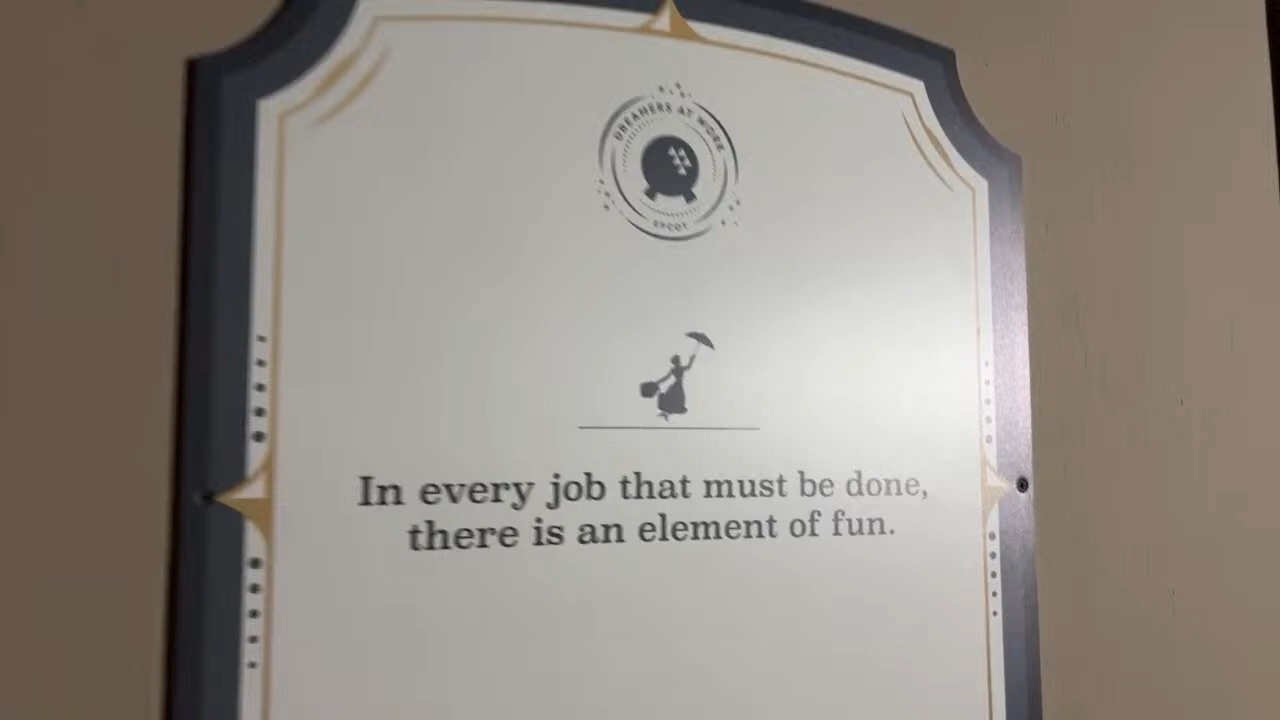 DREAMERS AT WORK
EPCOT
In every job that must be done,
there is an element of fun.